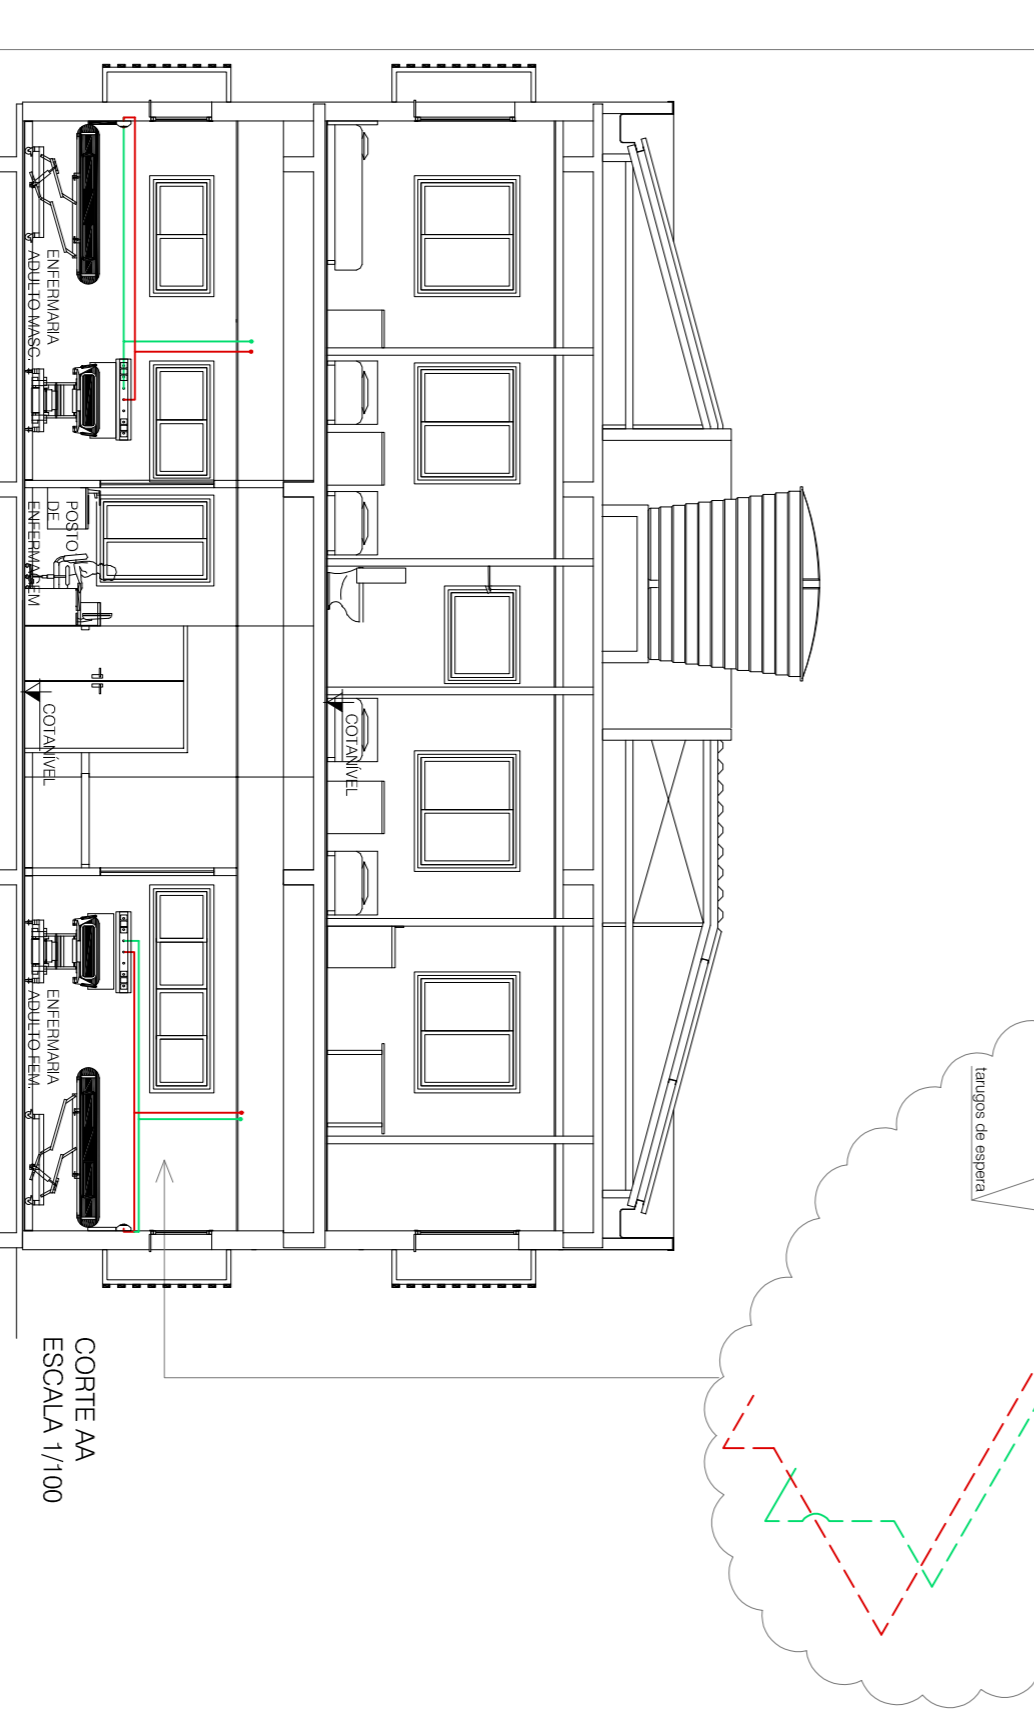 tarugos de espera
COTANÍVEL
ENFERMARIA
ADULTO MASC.
POSTO
DE
ENFERMAGEM
COTANÍVEL
ENFERMARIA
ADULTO FEM.
CORTE AA
ESCALA 1/100